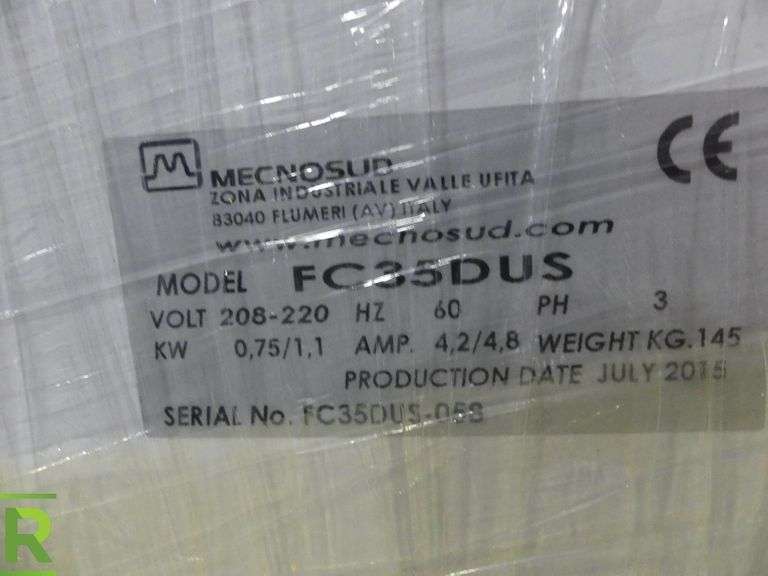 MECNOSUD
ZONA INDUSTRIALE VALLE UFITA
83040 FLUMERI (AV) ITALY
www.mecnosud.com
CE
MODEL FC35DUS
VOLT 208-220 HZ 60 PH 3
KW 0,75/1,1 AMP. 4,2/4,8 WEIGHT KG.145
PRODUCTION DATE JULY 2015
SERIAL No.
R